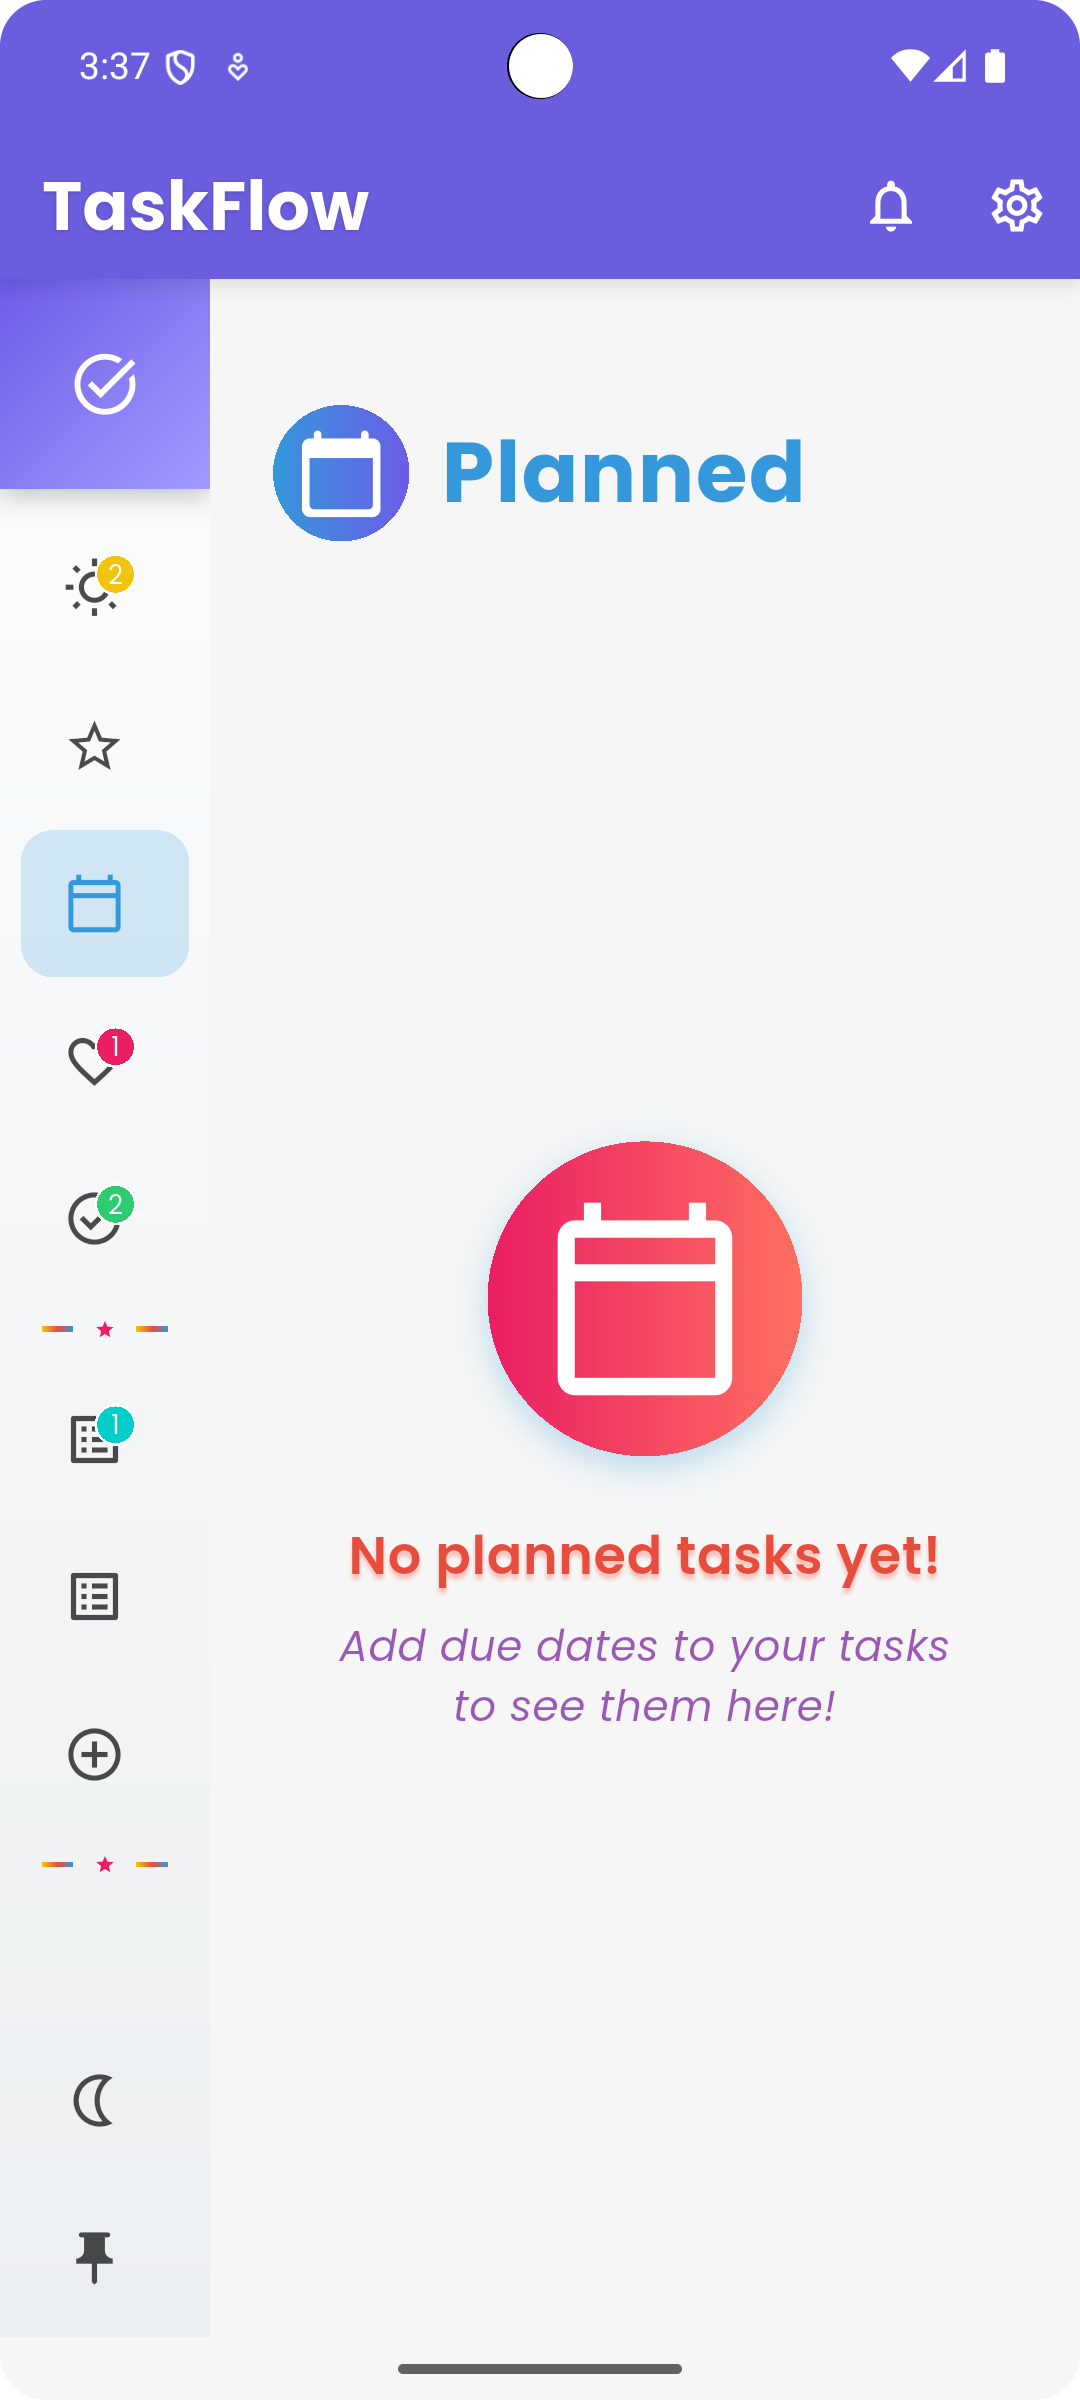 3:37
TaskFlow
Planned
2
1
2
1
No planned tasks yet!
Add due dates to your tasks
to see them here!